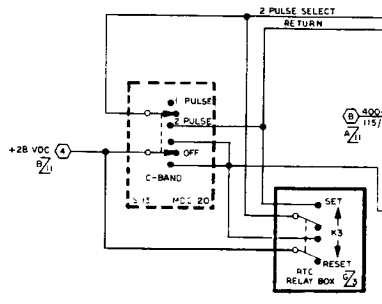 2 PULSE SELECT
RETURN
1 PULSE
2 PULSE
400
115/
B
A/11
+28 VDC 4
B/11
OFF
C-BAND
S13 MDC 20
SET
K3
RESET
RTC
RELAY BOX G/3